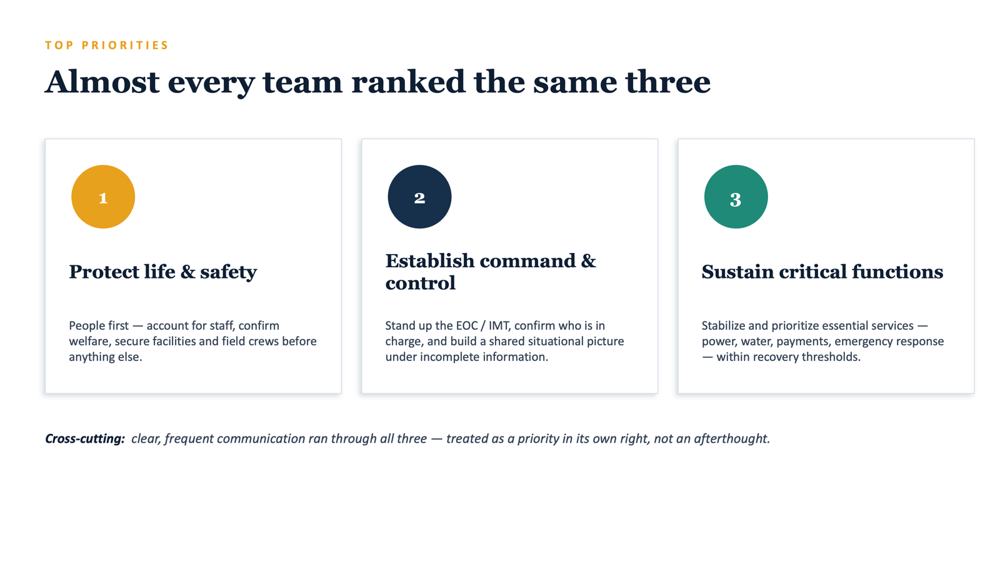 TOP PRIORITIES
Almost every team ranked the same three
1
Protect life & safety
People first — account for staff, confirm
welfare, secure facilities and field crews before
anything else.
2
Establish command &
control
Stand up the EOC / IMT, confirm who is in
charge, and build a shared situational picture
under incomplete information.
3
Sustain critical functions
Stabilize and prioritize essential services —
power, water, payments, emergency response
— within recovery thresholds.
Cross-cutting: clear, frequent communication ran through all three — treated as a priority in its own right, not an afterthought.